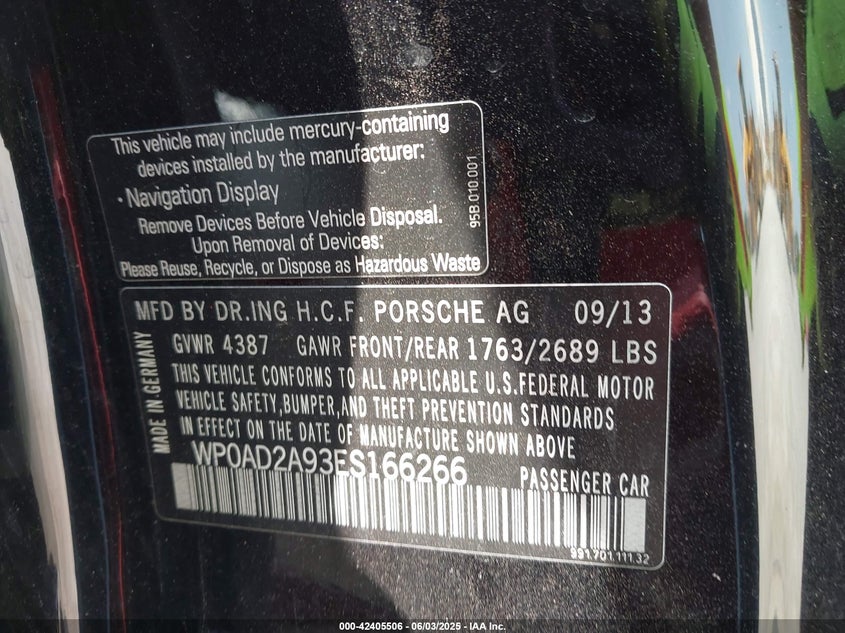 This vehicle may include mercury-containing
devices installed by the manufacturer:
· Navigation Display
Remove Devices Before Vehicle Disposal.
Upon Removal of Devices:
Please Reuse, Recycle, or Dispose as Hazardous Waste
95B 010 001
MFD BY DR.ING H.C.F. PORSCHE AG 09/13
GVWR 4387 GAWR FRONT/REAR 1763/2689 LBS
THIS VEHICLE CONFORMS TO ALL APPLICABLE U.S.FEDERAL MOTOR
VEHICLE SAFETY,BUMPER,AND THEFT PREVENTION STANDARDS
IN EFFECT ON THE DATE OF MANUFACTURE SHOWN ABOVE
WP0AD2A93ES166266 PASSENGER CAR
MADE IN GERMANY
991.701.111.32
000-42405506 - 06/03/2025 - IAA Inc.